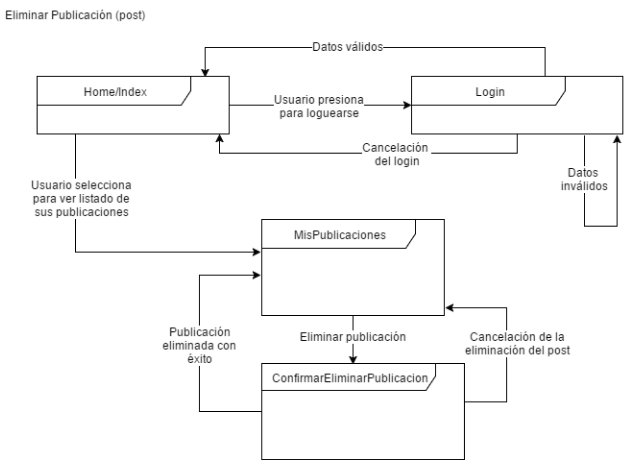 Eliminar Publicación (post)
Datos válidos
Home/Index
Login
Usuario presiona
para loguearse
Cancelación
del login
Datos
inválidos
Usuario selecciona
para ver listado de
sus publicaciones
MisPublicaciones
Publicación
eliminada con
éxito
Eliminar publicación
Cancelación de la
eliminación del post
ConfirmarEliminarPublicacion